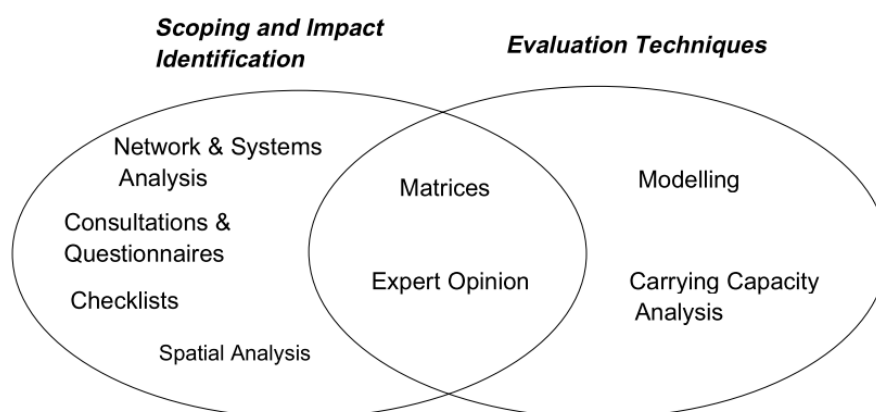 Scoping and Impact
Identification
Evaluation Techniques
Network & Systems
Analysis
Consultations &
Questionnaires
Checklists
Spatial Analysis
Matrices
Expert Opinion
Modelling
Carrying Capacity
Analysis